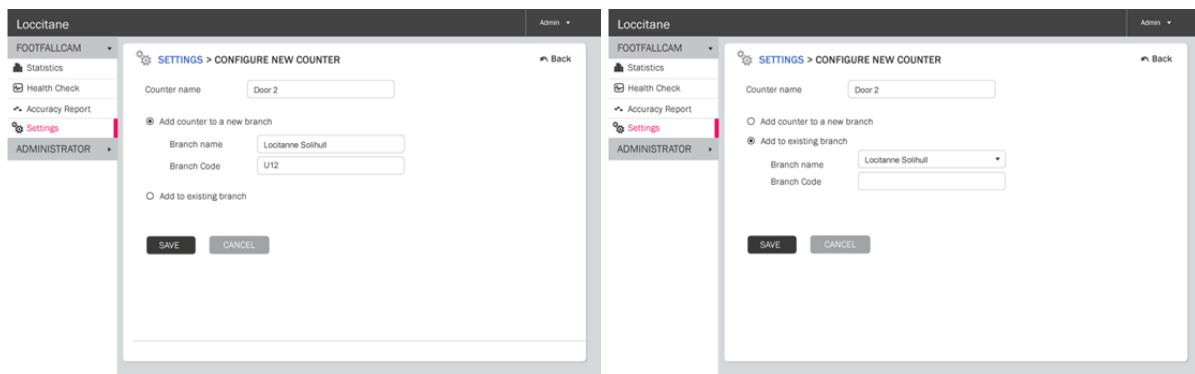 Loccitane
Admin
FOOTFALLCAM
Statistics
Health Check
Accuracy Report
Settings
ADMINISTRATOR
SETTINGS > CONFIGURE NEW COUNTER
Back
Counter name
Door 2
Add counter to a new branch
Branch name
Locitanne Solihull
Branch Code
U12
Add to existing branch
SAVE
CANCEL
Loccitane
Admin
FOOTFALLCAM
Statistics
Health Check
Accuracy Report
Settings
ADMINISTRATOR
SETTINGS > CONFIGURE NEW COUNTER
Back
Counter name
Door 2
Add counter to a new branch
Add to existing branch
Branch name
Locitanne Solihull
Branch Code
SAVE
CANCEL